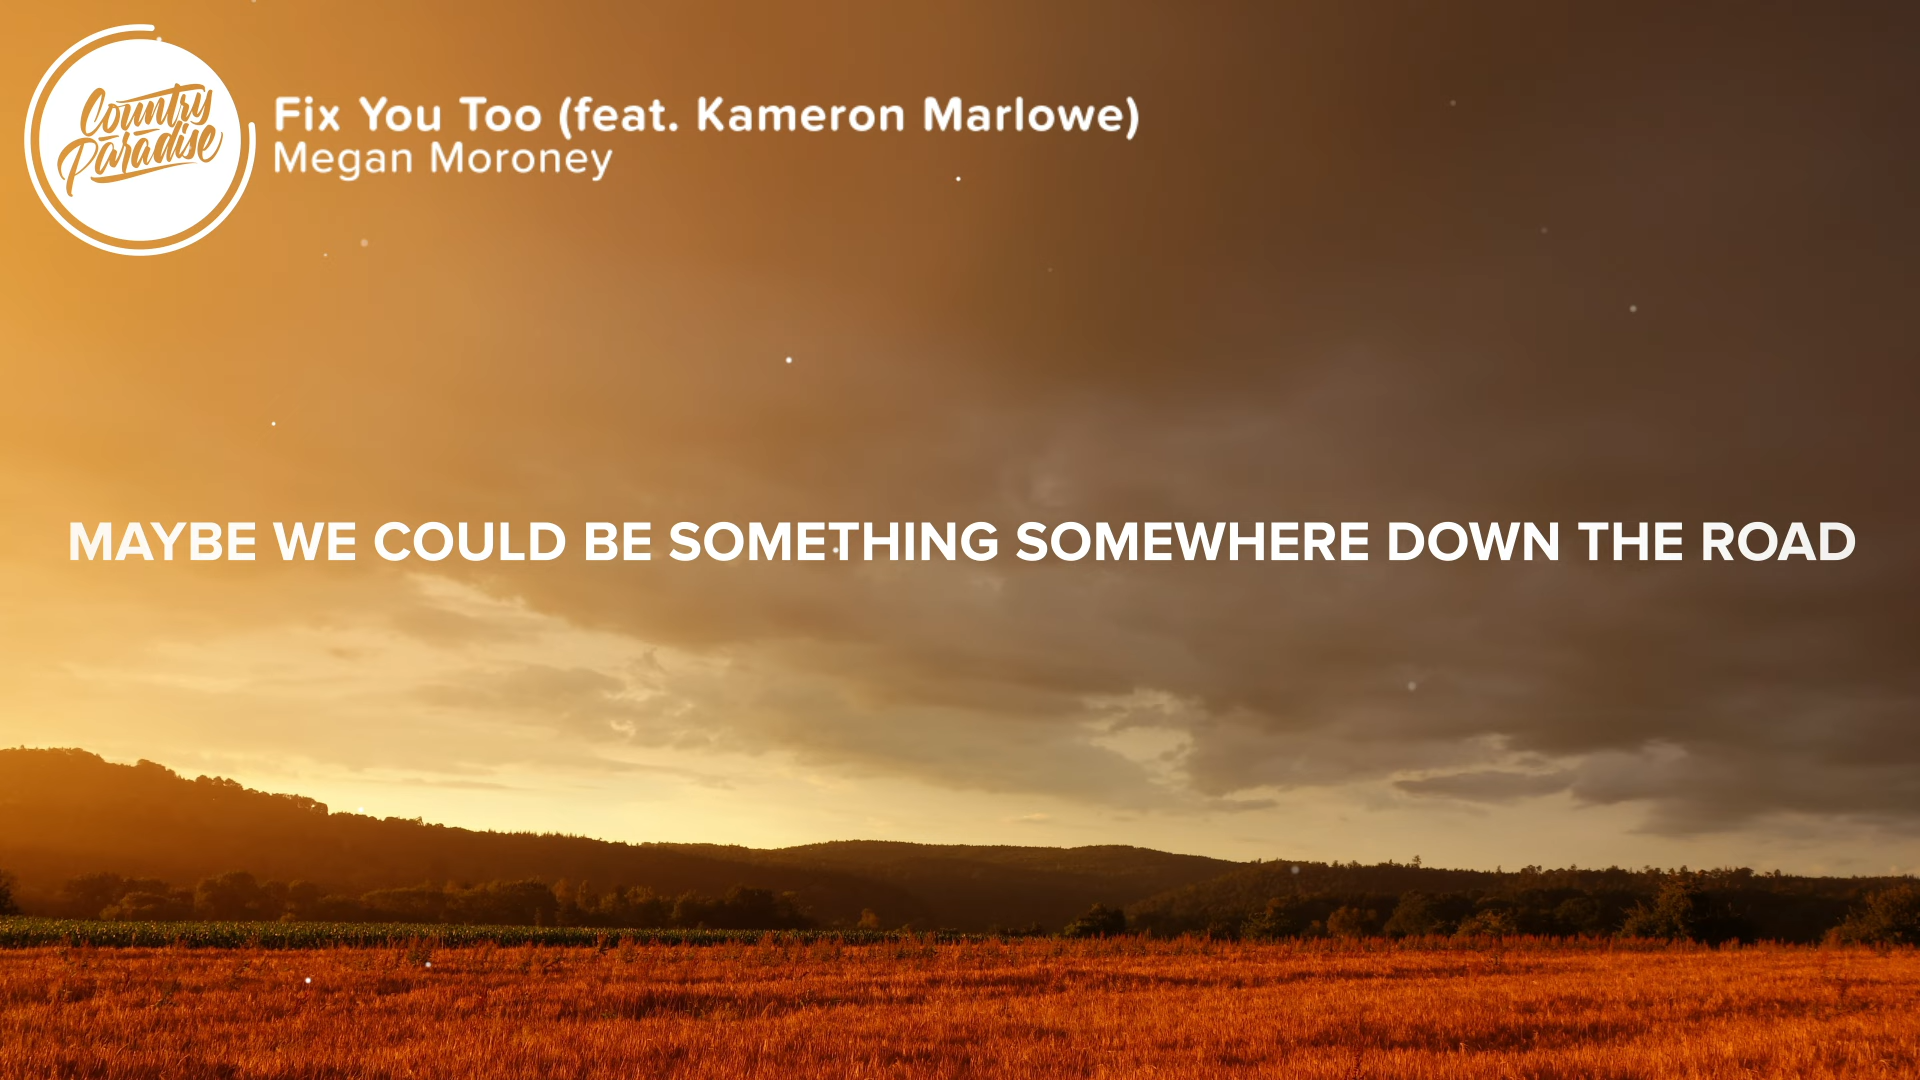 Country
Paradise
Fix You Too (feat. Kameron Marlowe)
Megan Moroney
MAYBE WE COULD BE SOMETHING SOMEWHERE DOWN THE ROAD